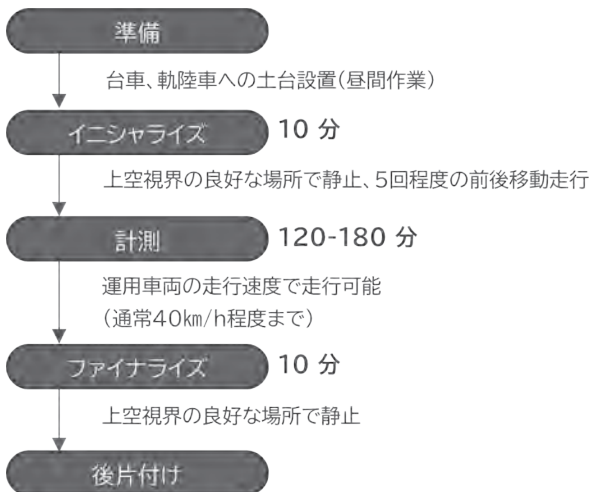 準備
台車、軌陸車への土台設置(昼間作業)
イニシャライズ 10 分
上空視界の良好な場所で静止、5回程度の前後移動走行
計測 120-180 分
運用車両の走行速度で走行可能
(通常40㎞/h程度まで)
ファイナライズ 10 分
上空視界の良好な場所で静止
後片付け